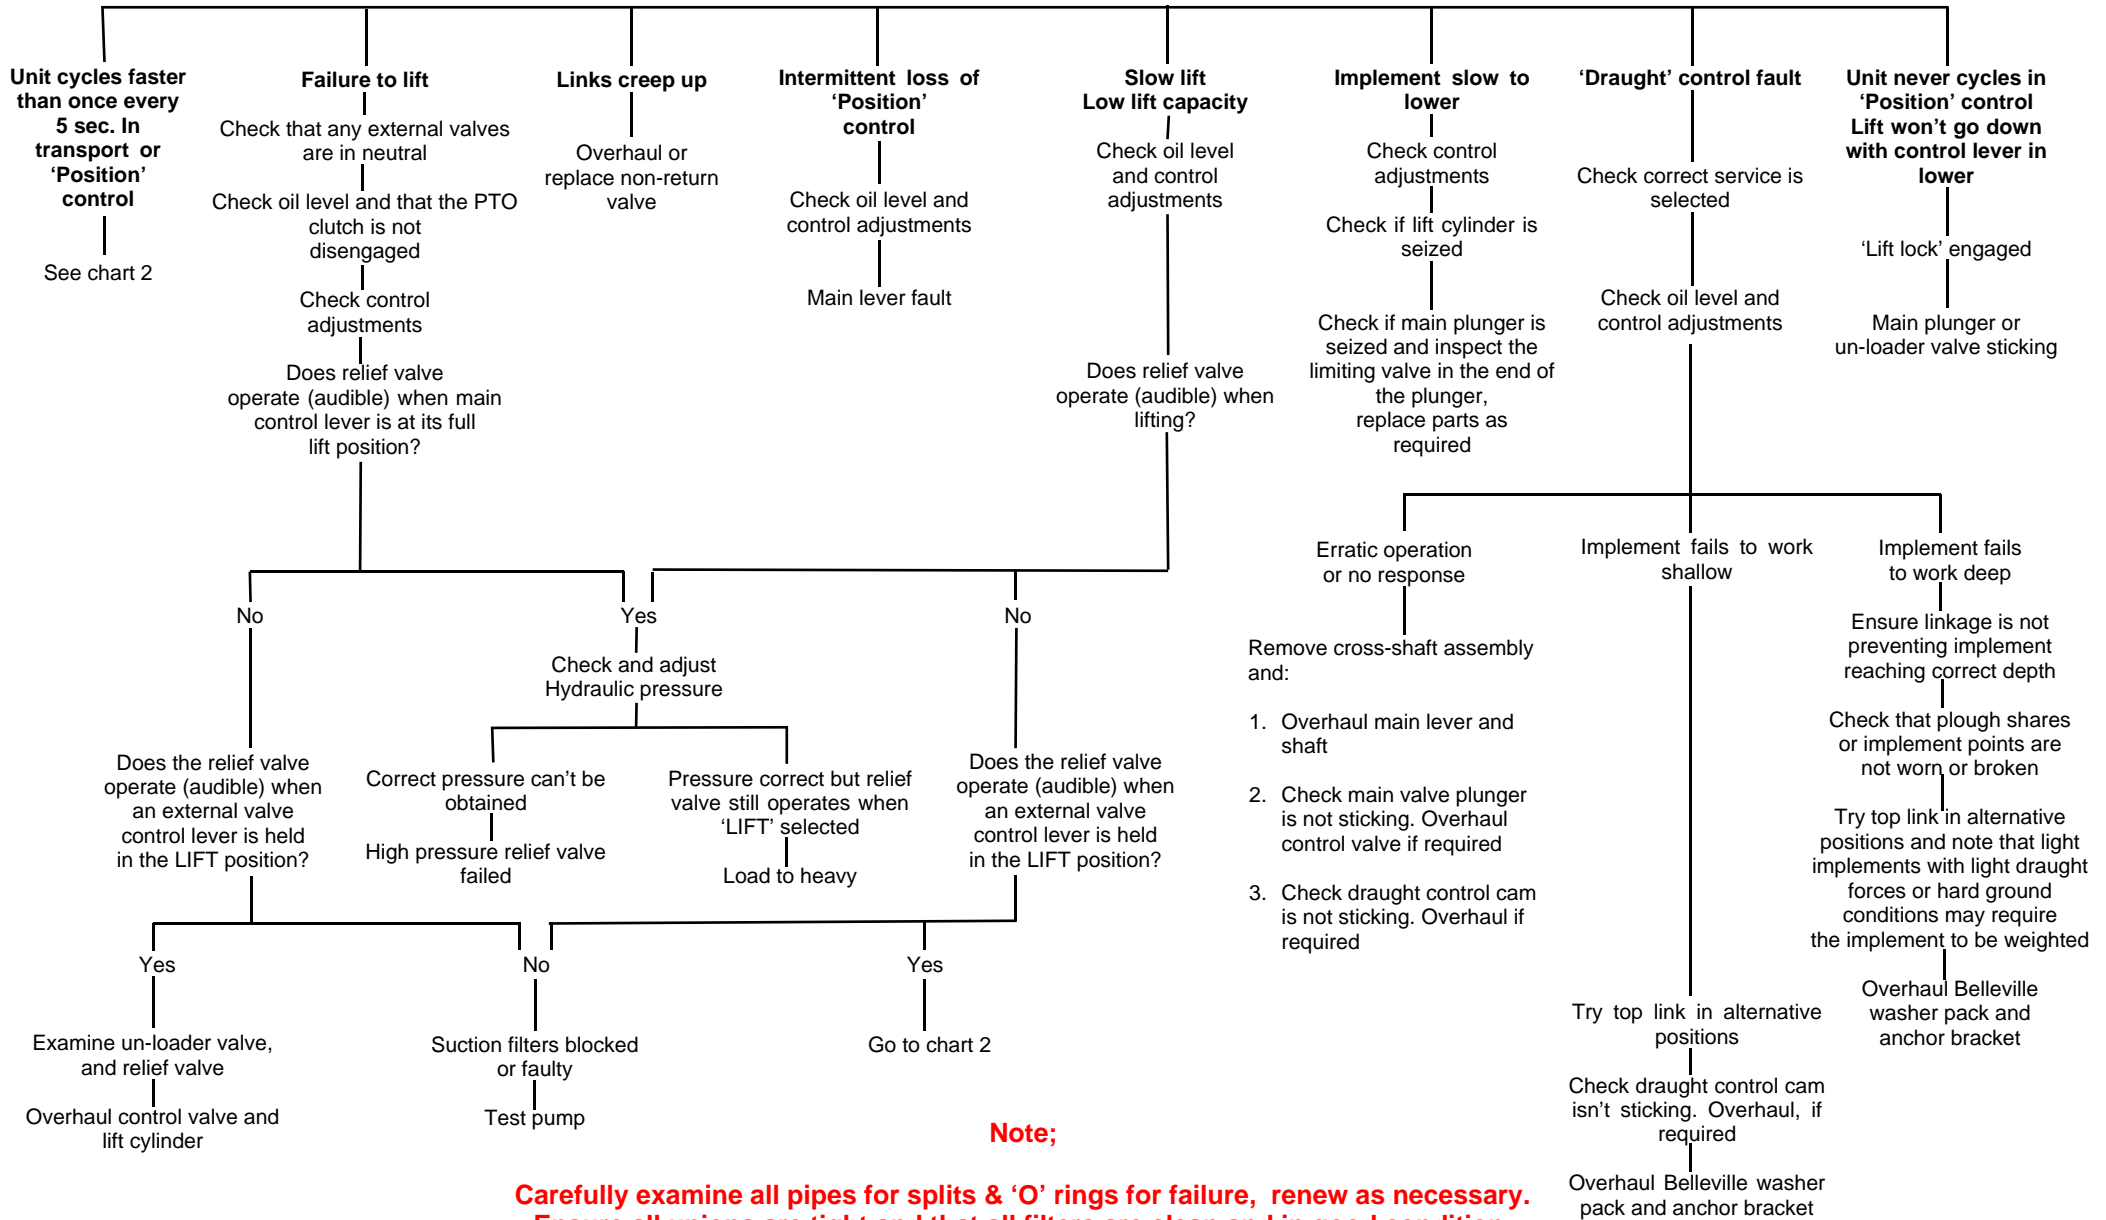 Unit cycles faster
than once every
5 sec. In
transport or
‘Position’
control
See chart 2
Failure to lift
Check that any external valves
are in neutral
Check oil level and that the PTO
clutch is not
disengaged
Check control
adjustments
Does relief valve
operate (audible) when main
control lever is at its full
lift position?
Links creep up
Overhaul or
replace non-return
valve
Intermittent loss of
‘Position’
control
Check oil level and
control adjustments
Main lever fault
Slow lift
Low lift capacity
Check oil level
and control
adjustments
Does relief valve
operate (audible) when
lifting?
Implement slow to
lower
Check control
adjustments
Check if lift cylinder is
seized
Check if main plunger is
seized and inspect the
limiting valve in the end of
the plunger,
replace parts as
required
‘Draught’ control fault
Check correct service is
selected
Check oil level and
control adjustments
Unit never cycles in
‘Position’ control
Lift won’t go down
with control lever in
lower
‘Lift lock’ engaged
Main plunger or
un-loader valve sticking
No
Yes
No
Check and adjust
Hydraulic pressure
Does the relief valve
operate (audible) when
an external valve
control lever is held
in the LIFT position?
Correct pressure can’t be
obtained
High pressure relief valve
failed
Pressure correct but relief
valve still operates when
‘LIFT’ selected
Load to heavy
Does the relief valve
operate (audible) when
an external valve
control lever is held
in the LIFT position?
Yes
No
Yes
Examine un-loader valve,
and relief valve
Overhaul control valve and
lift cylinder
Suction filters blocked
or faulty
Test pump
Go to chart 2
Erratic operation
or no response
Remove cross-shaft assembly
and:
1. Overhaul main lever and
shaft
2. Check main valve plunger
is not sticking. Overhaul
control valve if required
3. Check draught control cam
is not sticking. Overhaul if
required
Implement fails to work
shallow
Try top link in alternative
positions
Check draught control cam
isn’t sticking. Overhaul, if
required
Overhaul Belleville washer
pack and anchor bracket
Implement fails
to work deep
Ensure linkage is not
preventing implement
reaching correct depth
Check that plough shares
or implement points are
not worn or broken
Try top link in alternative
positions and note that light
implements with light draught
forces or hard ground
conditions may require
the implement to be weighted
Overhaul Belleville
washer pack and
anchor bracket
Note;
Carefully examine all pipes for splits & ‘O’ rings for failure, renew as necessary.
Ensure all unions are tight and that all filters are clean and in good condition